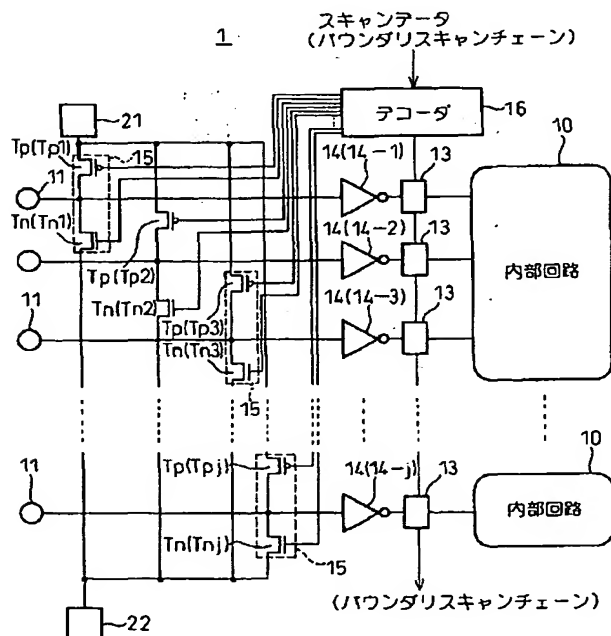 スキャンデータ
(バウンダリスキャンチェーン)
1
デコーダ
16
21
Tp(Tp1)
15
11
Tn(Tn1)
14(14-1)
13
10
14(14-2)
13
Tp(Tp2)
Tn(Tn2)
内部回路
Tp(Tp3)
Tn(Tn3)
14(14-3)
13
11
15
Tp(Tpj)
14(14-j)
13
10
11
内部回路
Tn(Tnj)
15
(バウンダリスキャンチェーン)
22